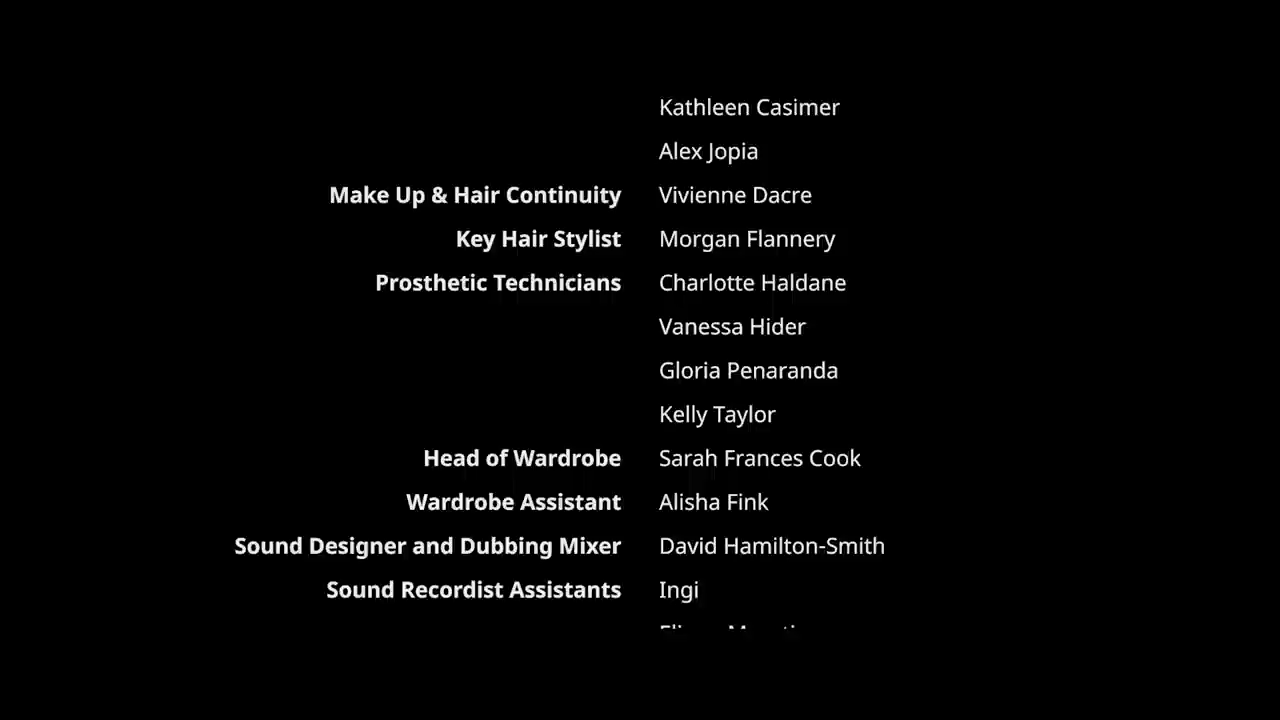 Kathleen Casimer
Alex Jopia
Make Up & Hair Continuity Vivienne Dacre
Key Hair Stylist Morgan Flannery
Prosthetic Technicians Charlotte Haldane
Vanessa Hider
Gloria Penaranda
Kelly Taylor
Head of Wardrobe Sarah Frances Cook
Wardrobe Assistant Alisha Fink
Sound Designer and Dubbing Mixer David Hamilton-Smith
Sound Recordist Assistants Ingi